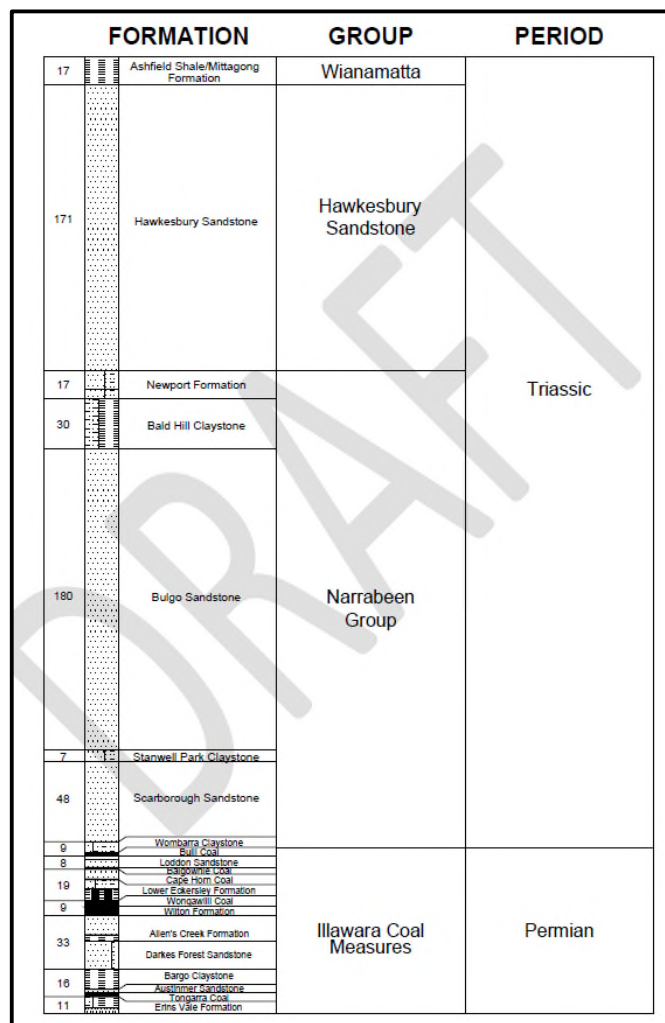 FORMATION GROUP PERIOD
17 Ashfield Shale/Mittagong Wianamatta
Formation
171 Hawkesbury Sandstone Hawkesbury
Sandstone
17 Newport Formation
Triassic
30 Bald Hill Claystone
180 Bulgo Sandstone Narrabeen
Group
7 Stanwell Park Claystone
48 Scarborough Sandstone
Wombarra Claystone
9 Bulli Coal
8 Loddon Sandstone
Balgownie Coal
19 Cape Horn Coal
Lower Eckersley Formation
Wongawilli Coal
9 Wilton Formation
33 Allen's Creek Formation Illawara Coal Permian
Measures
Darkes Forest Sandstone
Bargo Claystone
16 Austinmer Sandstone
Tongarra Coal
11 Erins Vale Formation
DRAFT